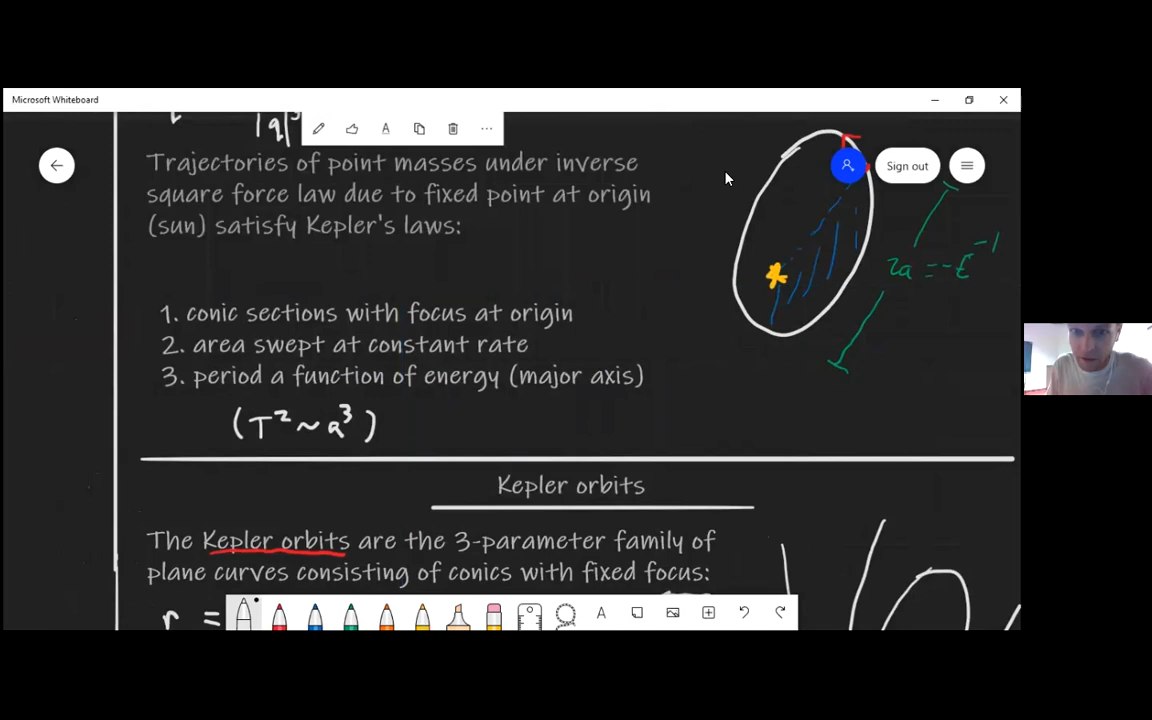 Microsoft Whiteboard
|q|³
Trajectories of point masses under inverse
square force law due to fixed point at origin
(sun) satisfy Kepler's laws:
Sign out
2a = -E⁻¹
1. conic sections with focus at origin
2. area swept at constant rate
3. period a function of energy (major axis)
(T² ~ a³)
Kepler orbits
The Kepler orbits are the 3-parameter family of
plane curves consisting of conics with fixed focus:
r =
A